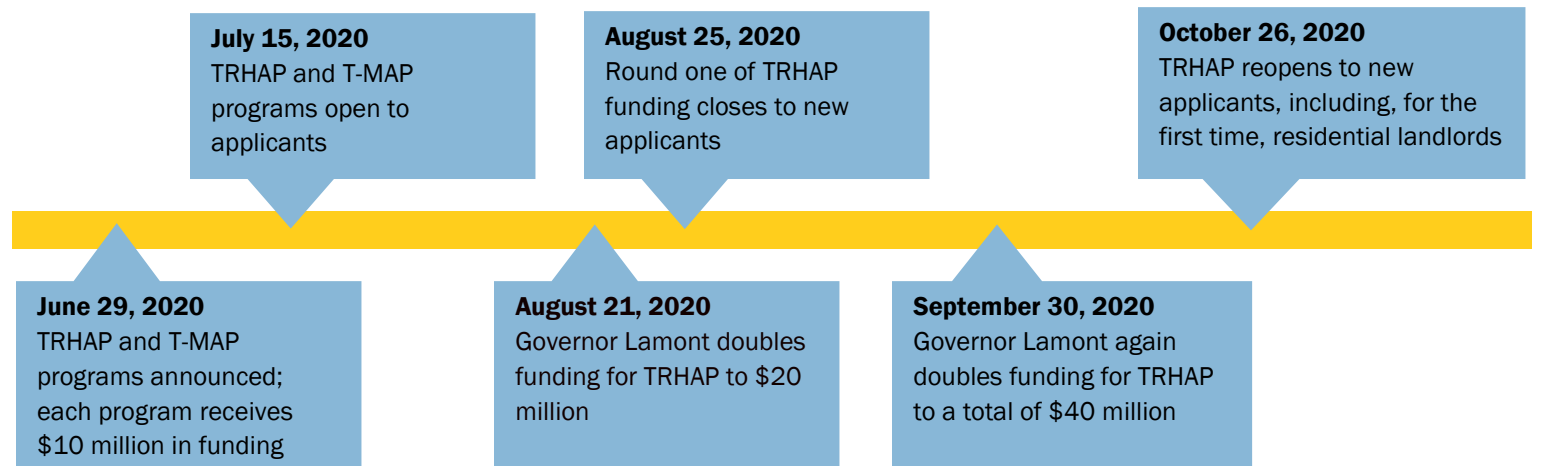 July 15, 2020
TRHAP and T-MAP
programs open to
applicants
August 25, 2020
Round one of TRHAP
funding closes to new
applicants
October 26, 2020
TRHAP reopens to new
applicants, including, for the
first time, residential landlords
June 29, 2020
TRHAP and T-MAP
programs announced;
each program receives
$10 million in funding
August 21, 2020
Governor Lamont doubles
funding for TRHAP to $20
million
September 30, 2020
Governor Lamont again
doubles funding for TRHAP
to a total of $40 million